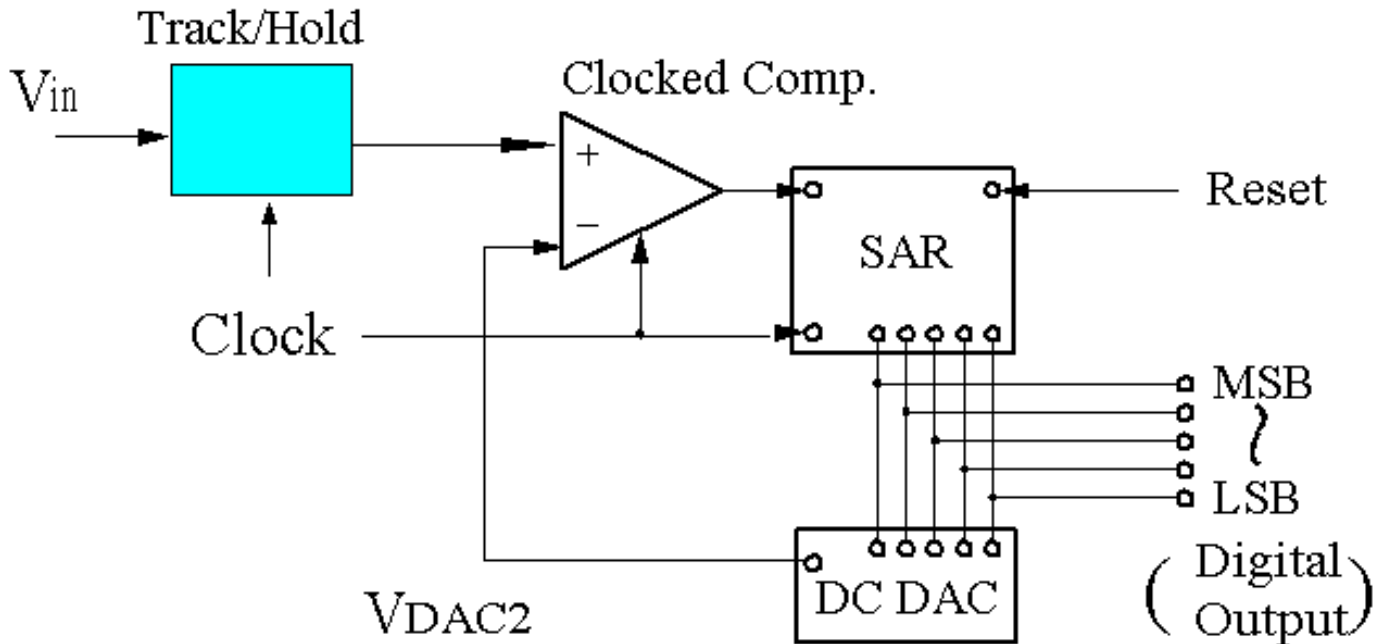 Track/Hold
Vin
Clocked Comp.
+
−
Reset
SAR
Clock
MSB
~
LSB
DC DAC
VDAC2
( Digital
Output )